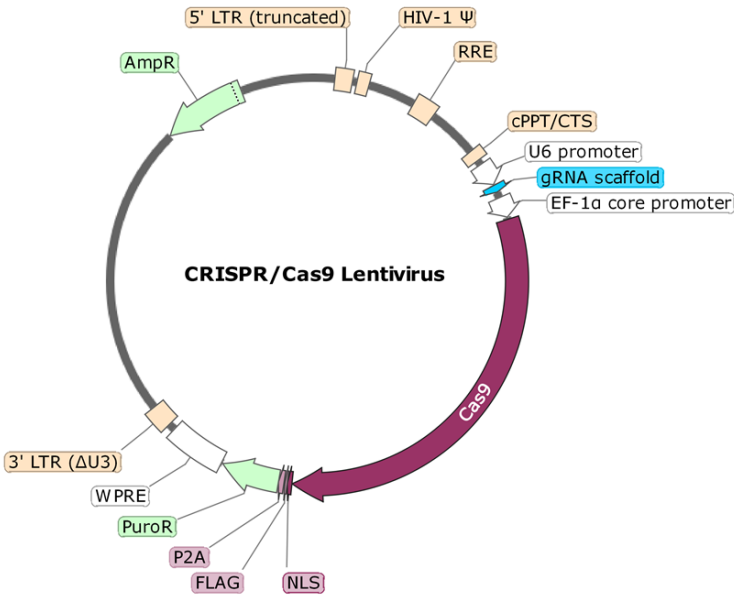 5' LTR (truncated)
HIV-1 Ψ
RRE
AmpR
cPPT/CTS
U6 promoter
gRNA scaffold
EF-1α core promoter
CRISPR/Cas9 Lentivirus
Cas9
3' LTR (ΔU3)
WPRE
PuroR
P2A
FLAG
NLS